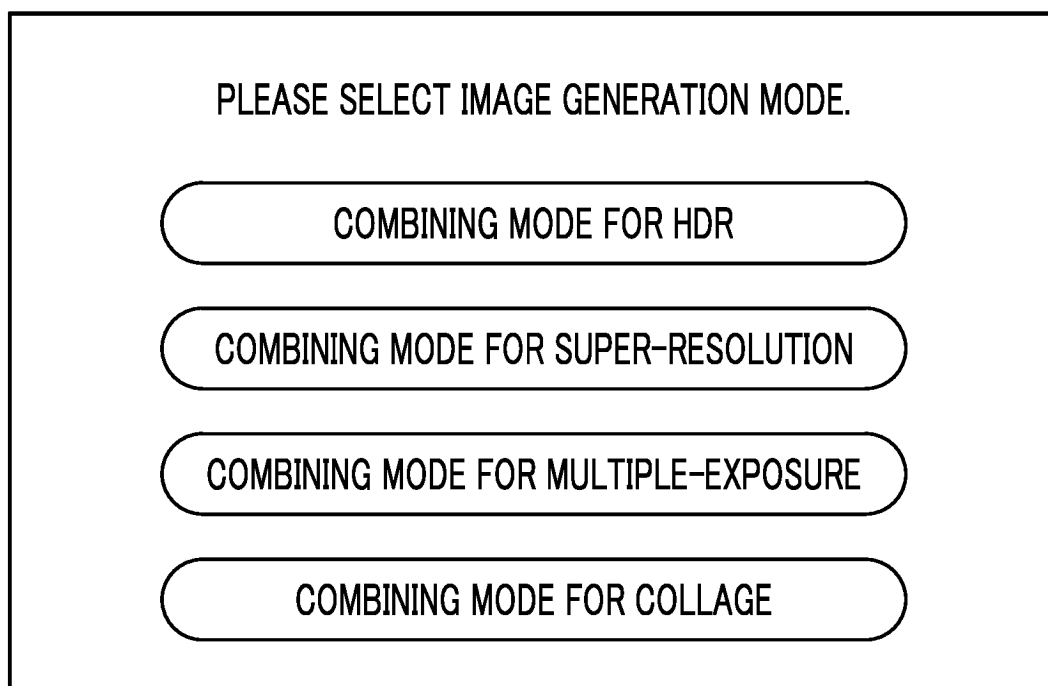 PLEASE SELECT IMAGE GENERATION MODE.
COMBINING MODE FOR HDR
COMBINING MODE FOR SUPER-RESOLUTION
COMBINING MODE FOR MULTIPLE-EXPOSURE
COMBINING MODE FOR COLLAGE